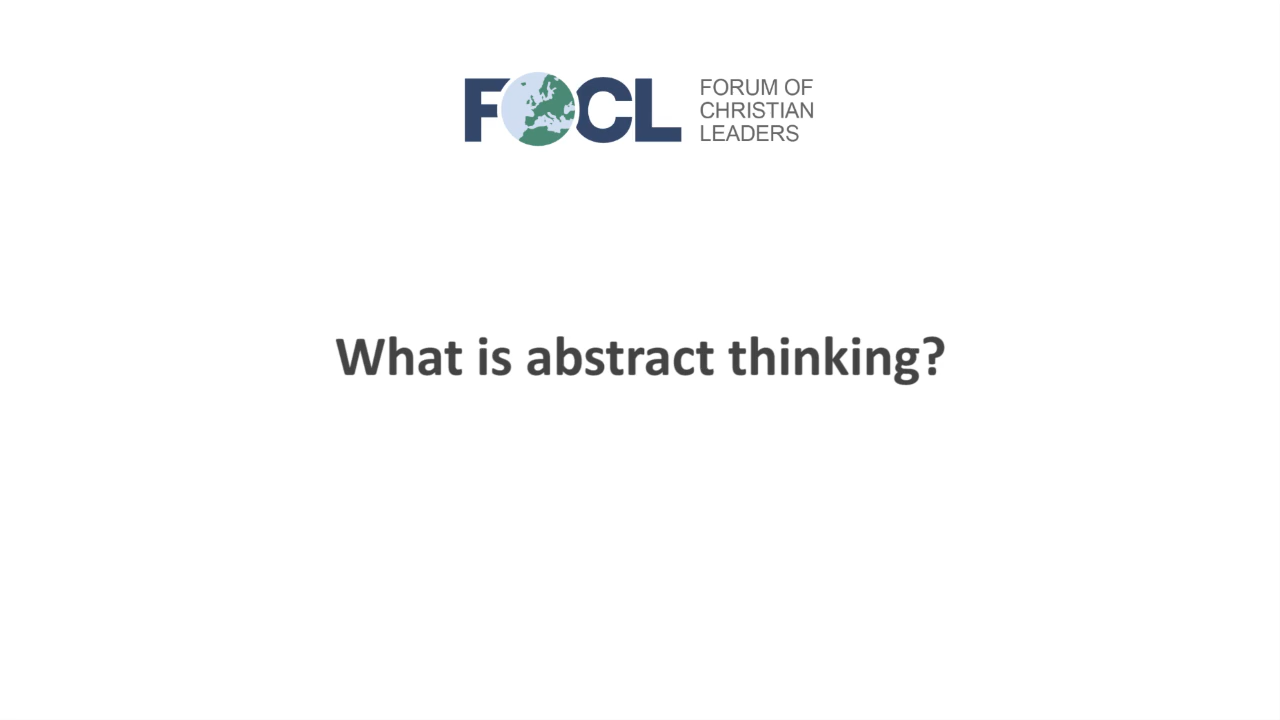 FOCL
FORUM OF
CHRISTIAN
LEADERS
What is abstract thinking?